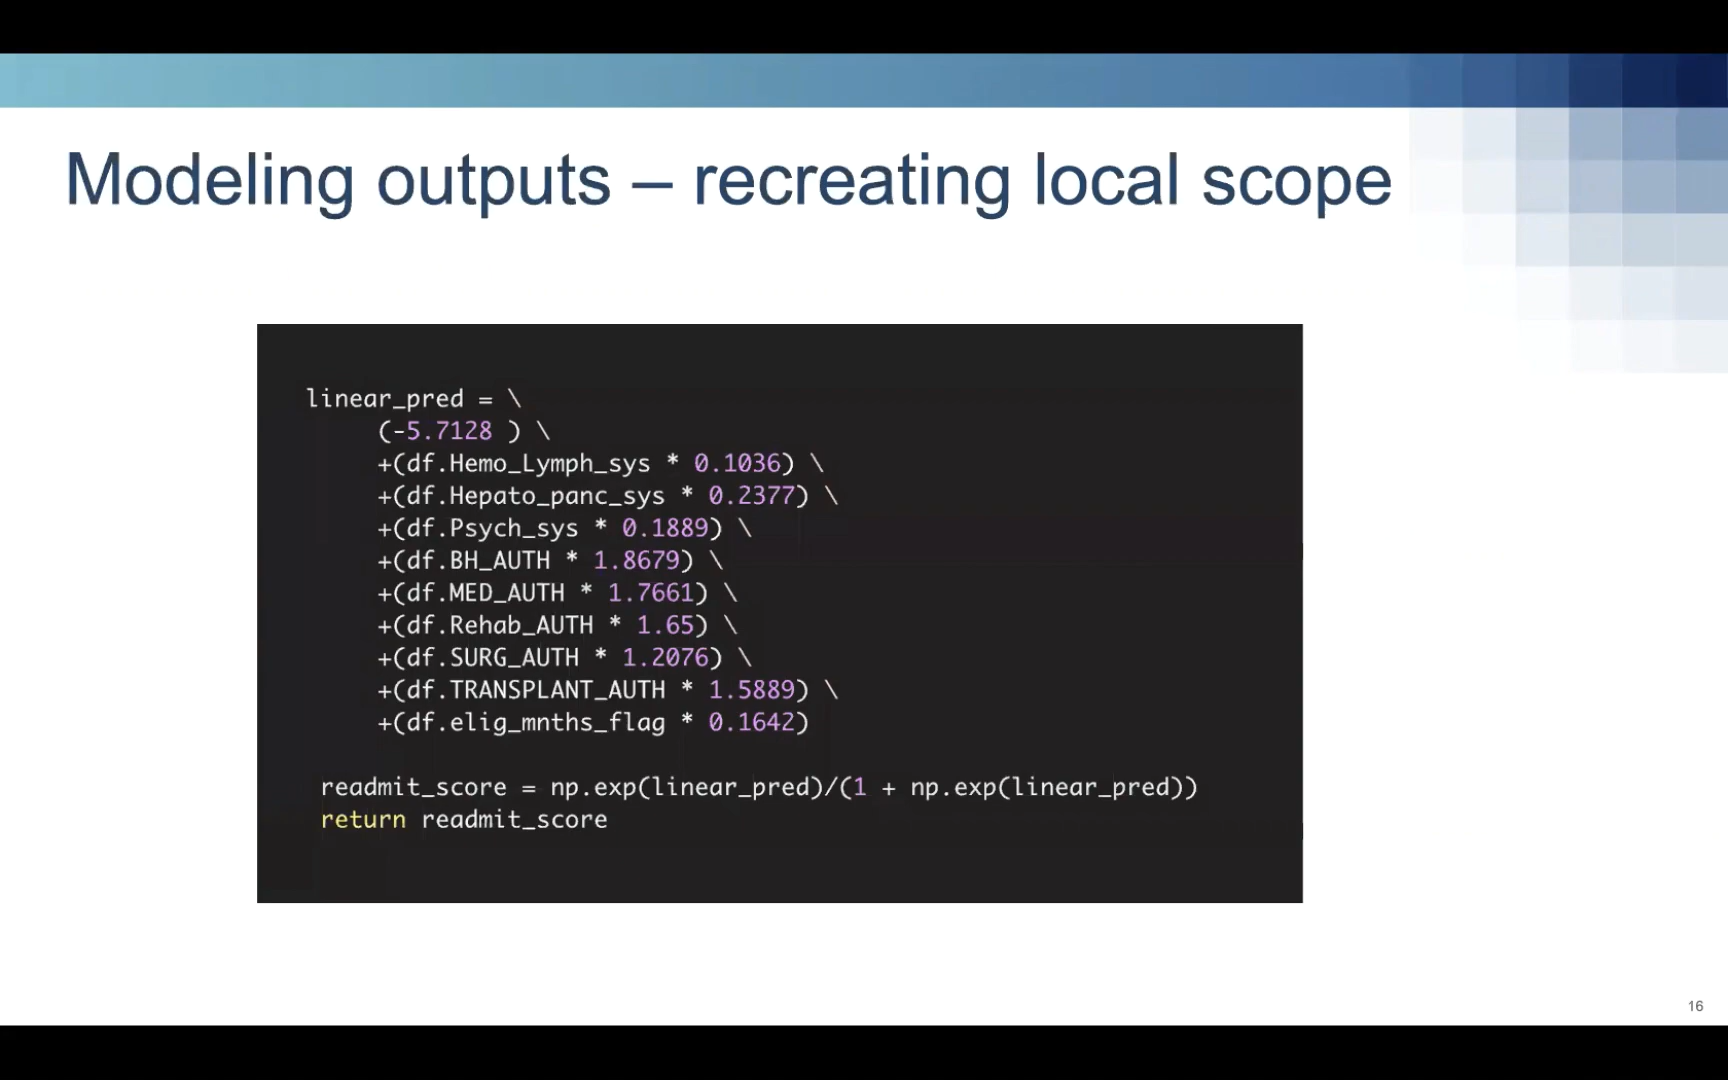 Modeling outputs – recreating local scope
linear_pred = \
(-5.7128 ) \
+(df.Hemo_Lymph_sys * 0.1036) \
+(df.Hepato_panc_sys * 0.2377) \
+(df.Psych_sys * 0.1889) \
+(df.BH_AUTH * 1.8679) \
+(df.MED_AUTH * 1.7661) \
+(df.Rehab_AUTH * 1.65) \
+(df.SURG_AUTH * 1.2076) \
+(df.TRANSPLANT_AUTH * 1.5889) \
+(df.elig_mnths_flag * 0.1642)
readmit_score = np.exp(linear_pred)/(1 + np.exp(linear_pred))
return readmit_score
16